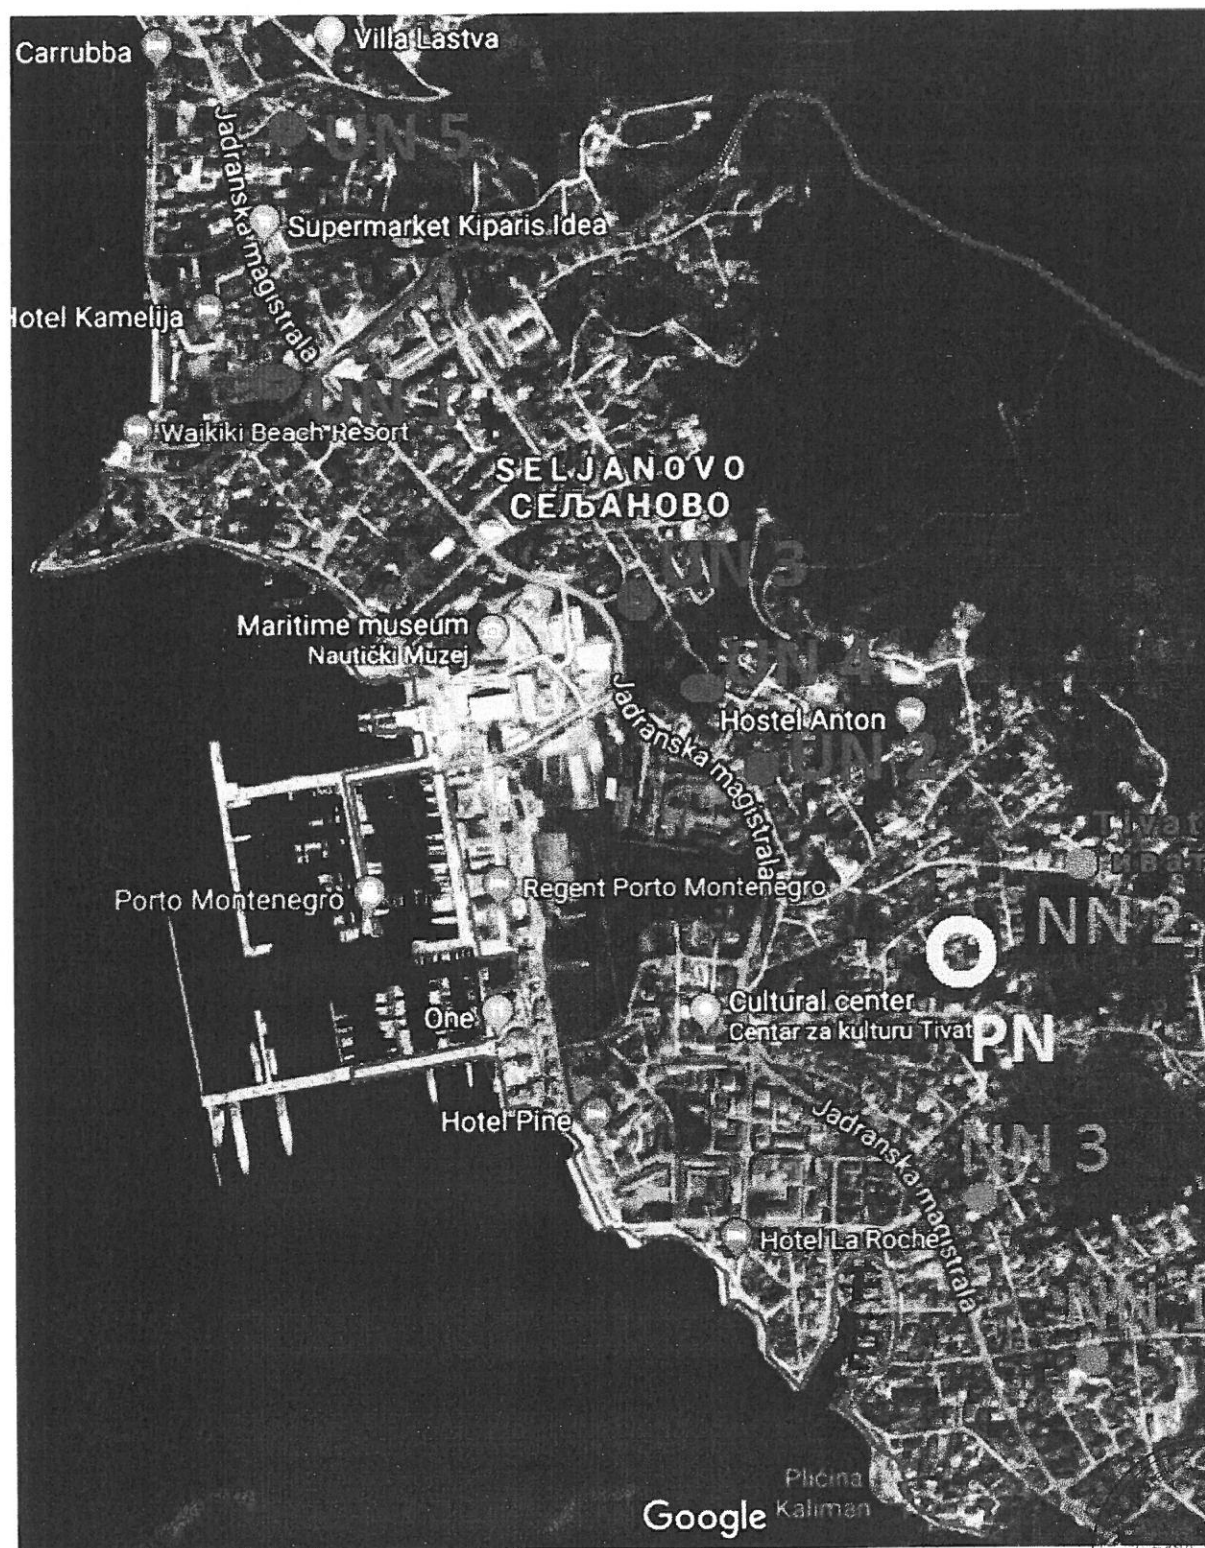 Villa Lastva
Carrubba
UN 5
Jadranska magistrala
Supermarket Kiparis Idea
Hotel Kamelija
UN 1
Waikiki Beach Resort
SELJANOVO
СЕЉАНОВО
UN 3
Maritime museum
Nautički Muzej
UN 4
Jadranska magistrala
Hostel Anton
UN 2
Tivat
Тиват
Porto Montenegro
Regent Porto Montenegro
NN 2
One
Cultural center
Centar za kulturu Tivat
PN
Hotel Pine
Jadranska magistrala
NN 3
Hotel La Roche
NN 1
Plićina
Kaliman
Google